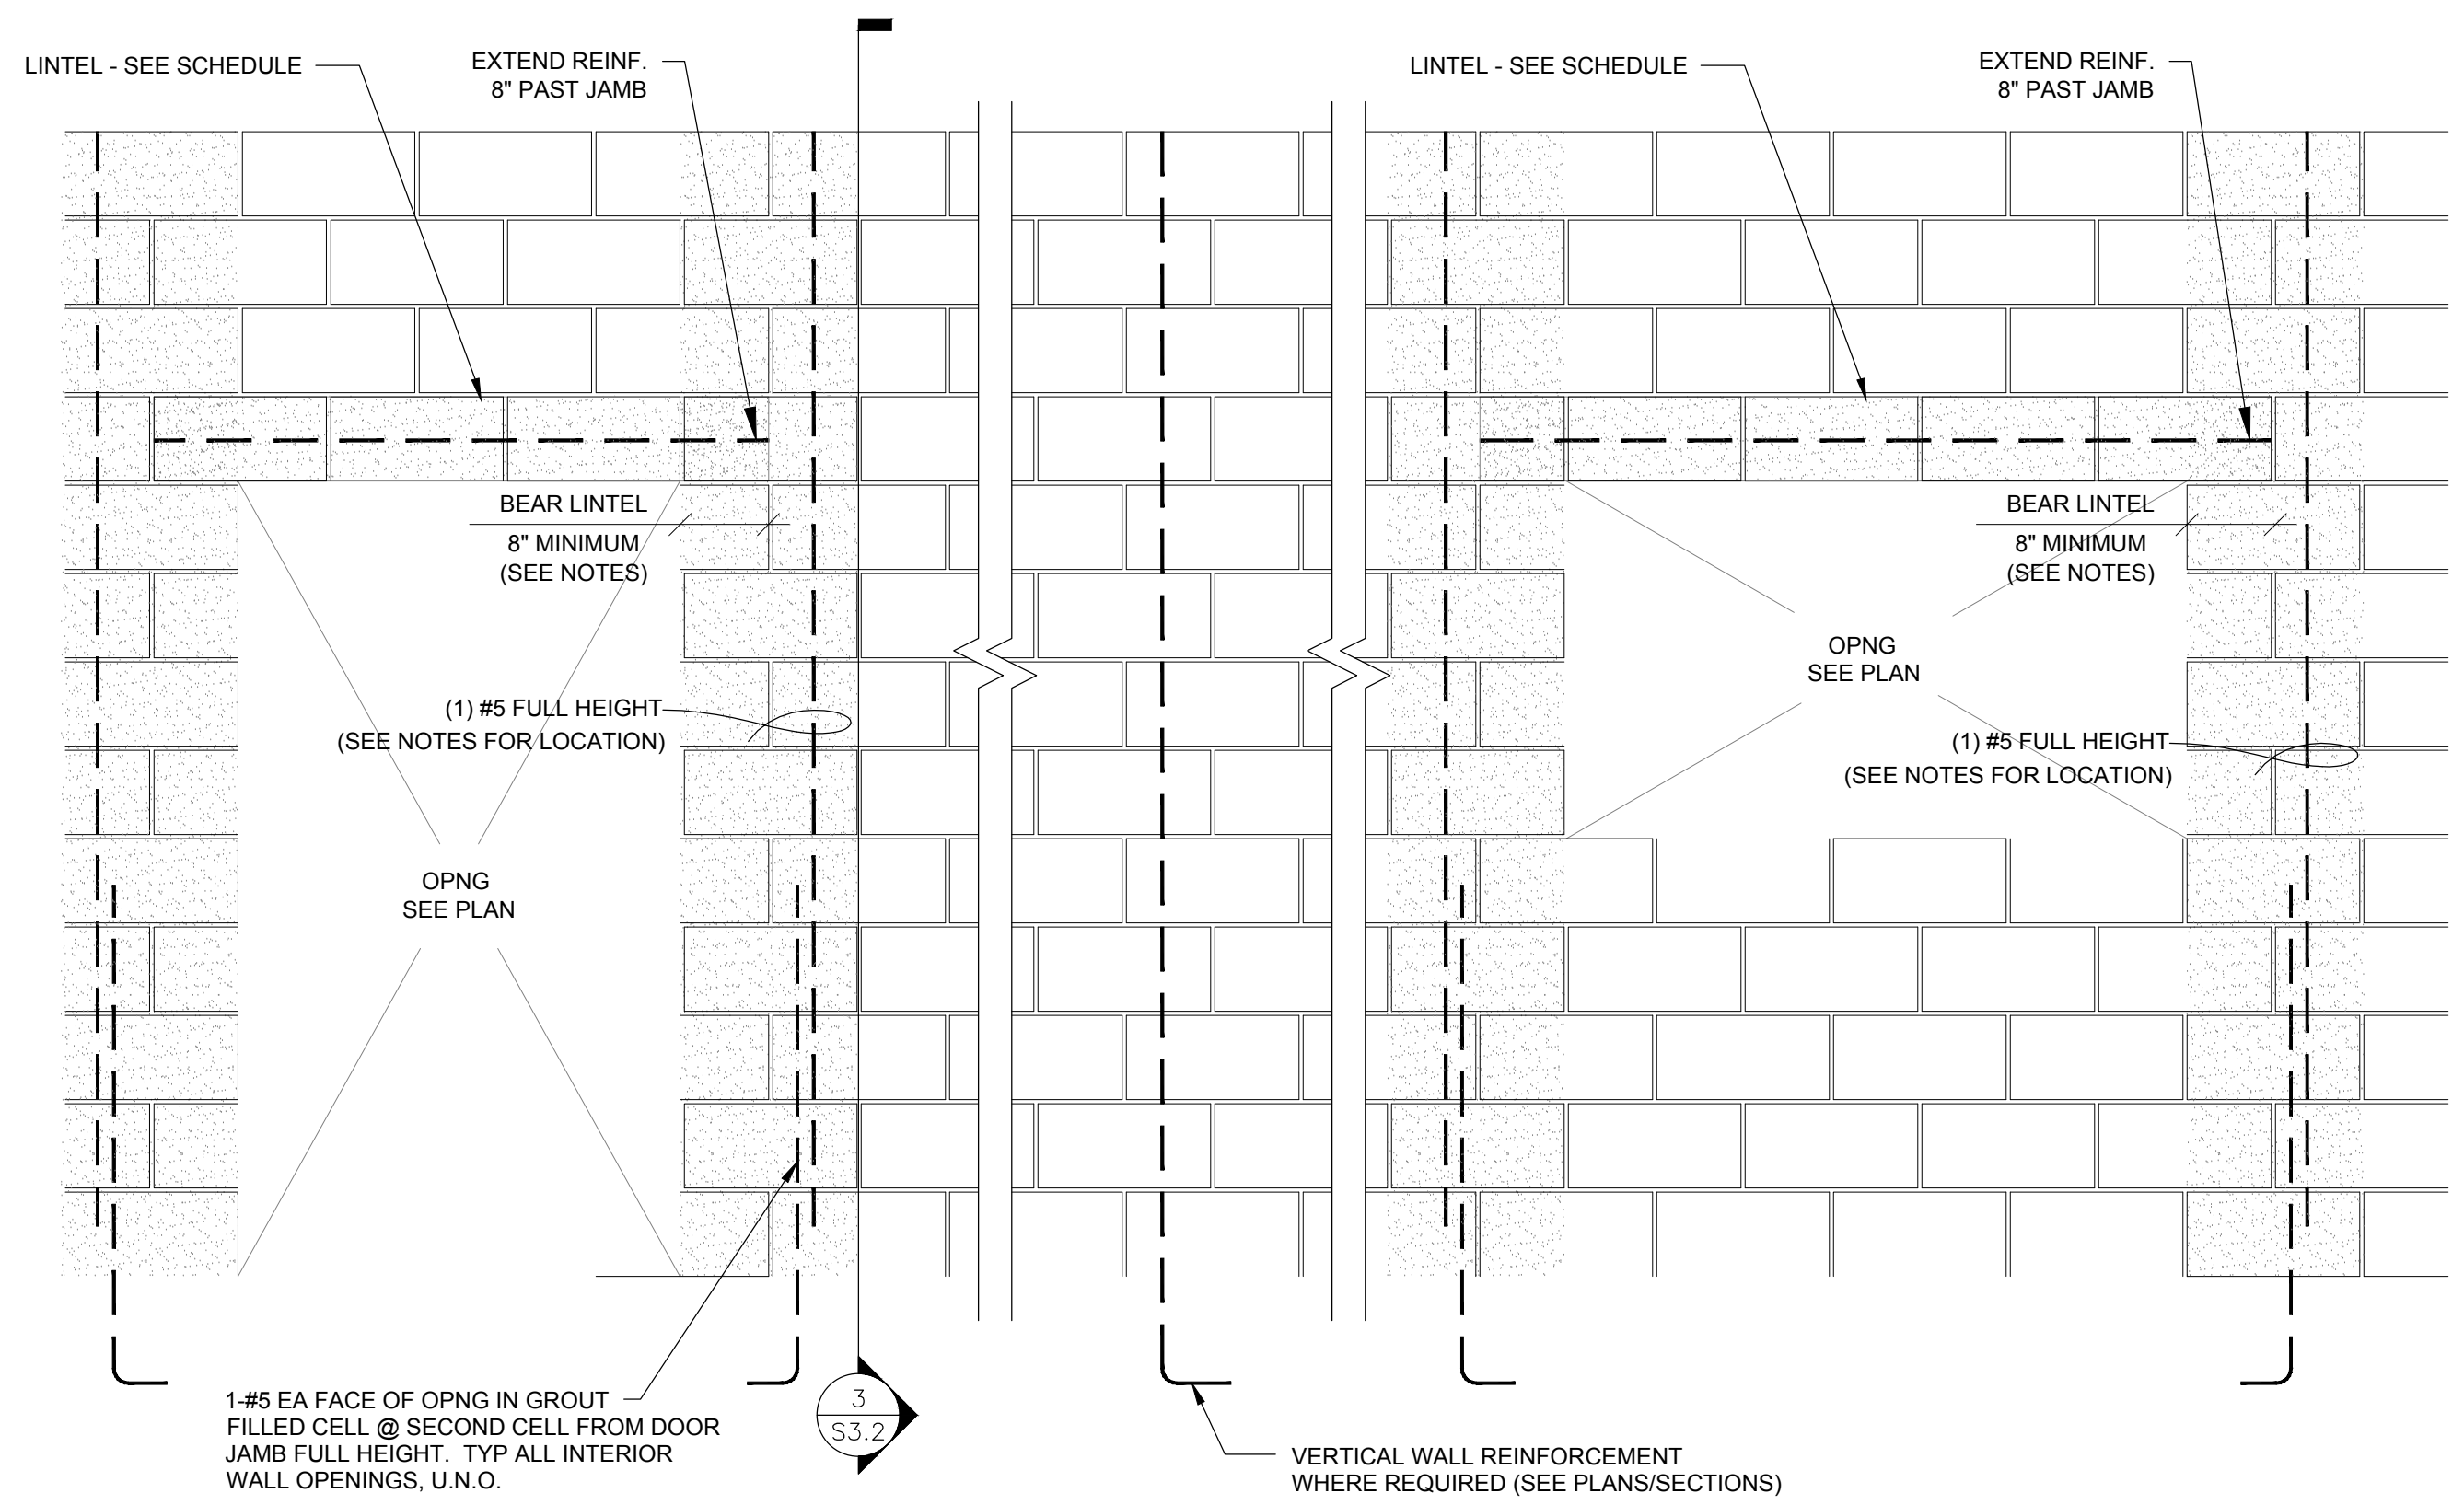 LINTEL - SEE SCHEDULE
EXTEND REINF.
8" PAST JAMB
LINTEL - SEE SCHEDULE
EXTEND REINF.
8" PAST JAMB
BEAR LINTEL
8" MINIMUM
(SEE NOTES)
BEAR LINTEL
8" MINIMUM
(SEE NOTES)
OPNG
SEE PLAN
(1) #5 FULL HEIGHT
(SEE NOTES FOR LOCATION)
(1) #5 FULL HEIGHT
(SEE NOTES FOR LOCATION)
OPNG
SEE PLAN
1-#5 EA FACE OF OPNG IN GROUT
FILLED CELL @ SECOND CELL FROM DOOR
JAMB FULL HEIGHT. TYP ALL INTERIOR
WALL OPENINGS, U.N.O.
3
S3.2
VERTICAL WALL REINFORCEMENT
WHERE REQUIRED (SEE PLANS/SECTIONS)